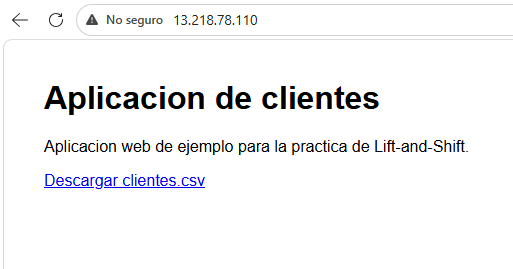 No seguro 13.218.78.110
Aplicacion de clientes
Aplicacion web de ejemplo para la practica de Lift-and-Shift.
Descargar clientes.csv